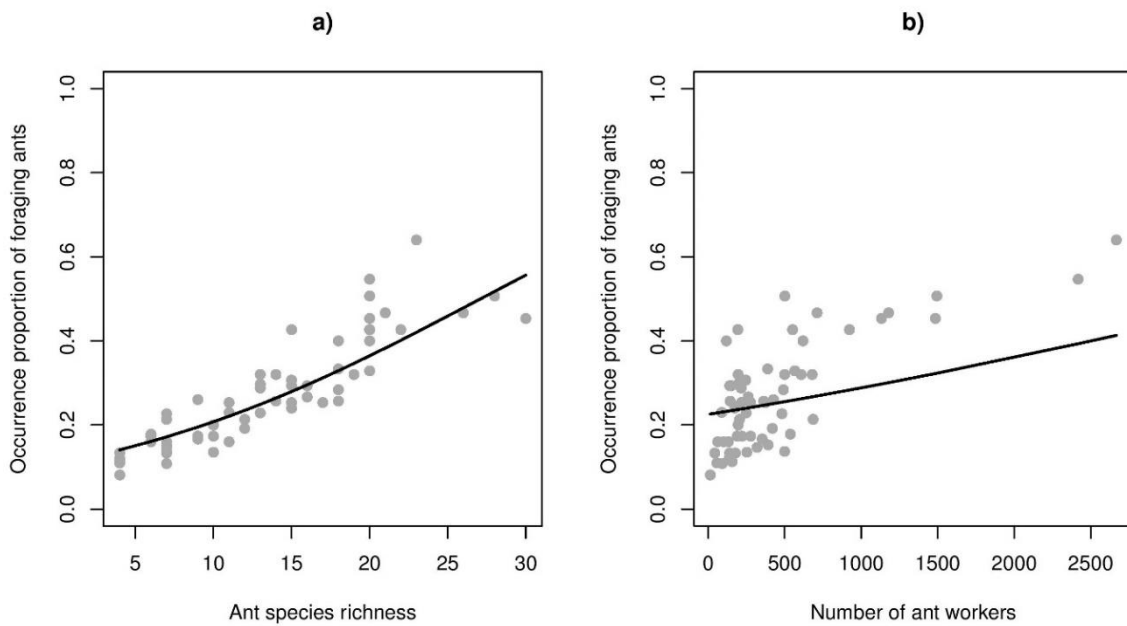 a)
Occurrence proportion of foraging ants
1.0
0.8
0.6
0.4
0.2
0.0
5 10 15 20 25 30
Ant species richness
b)
Occurrence proportion of foraging ants
1.0
0.8
0.6
0.4
0.2
0.0
0 500 1000 1500 2000 2500
Number of ant workers